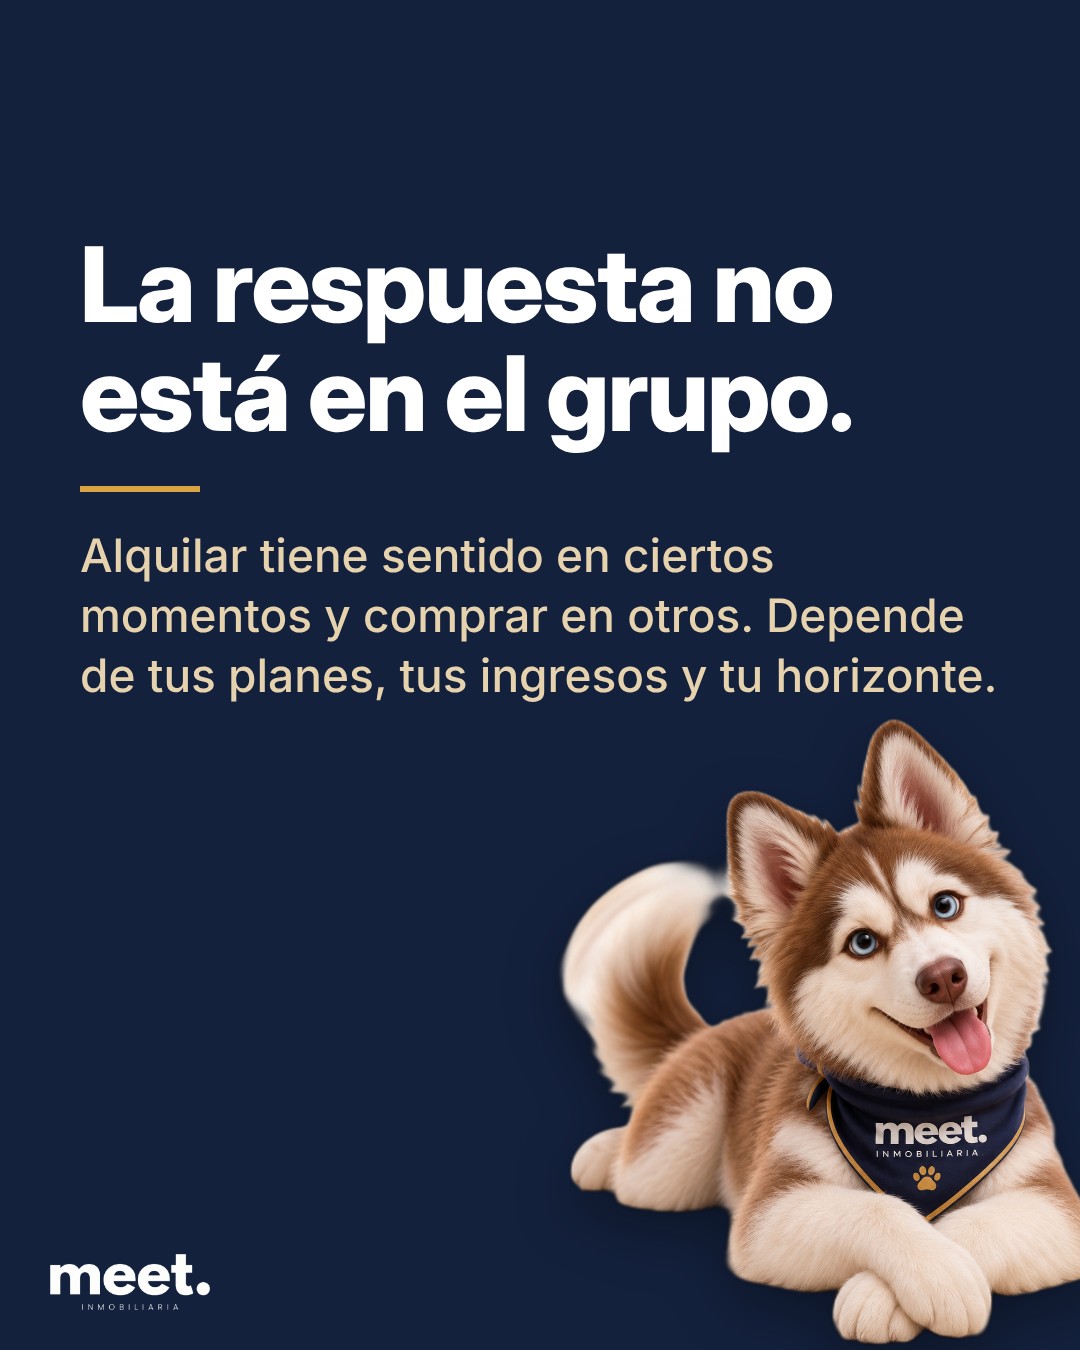 La respuesta no
está en el grupo.
Alquilar tiene sentido en ciertos
momentos y comprar en otros. Depende
de tus planes, tus ingresos y tu horizonte.
meet.
INMOBILIARIA
meet.
INMOBILIARIA